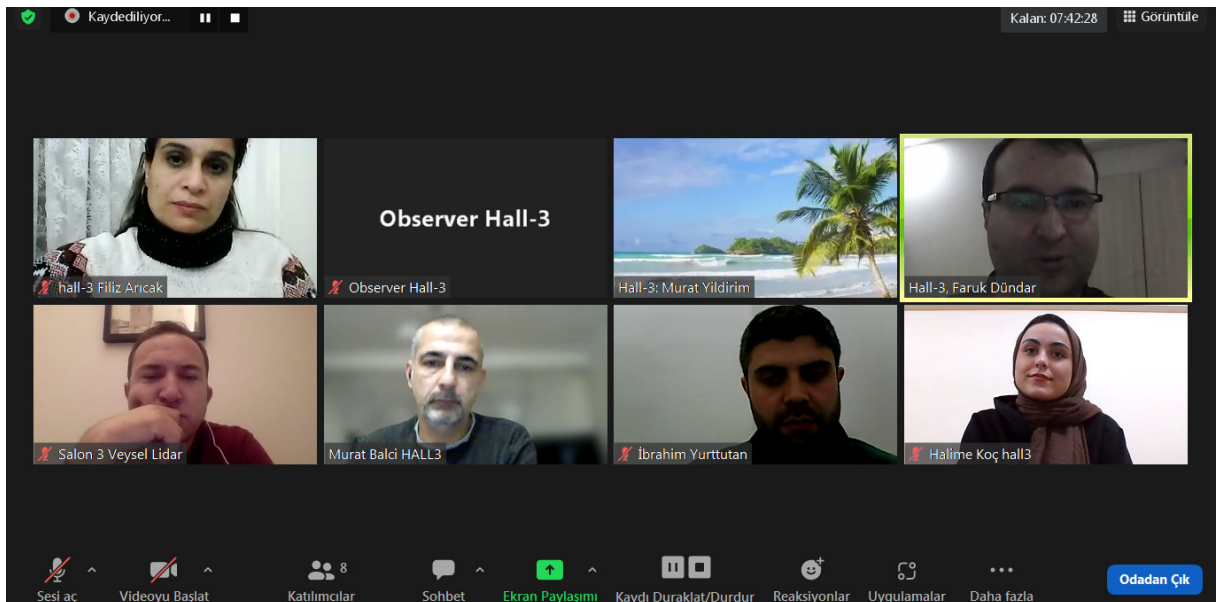 Kaydediliyor...
Kalan: 07:42:28
Görüntüle
hall-3 Filiz Arıcak
Observer Hall-3
Observer Hall-3
Hall-3: Murat Yildirim
Hall-3, Faruk Dündar
Salon 3 Veysel Lidar
Murat Balci HALL3
İbrahim Yurttutan
Halime Koç hall3
Sesi aç
Videoyu Başlat
8
Katılımcılar
Sohbet
Ekran Paylaşımı
Kaydı Duraklat/Durdur
Reaksiyonlar
Uygulamalar
Daha fazla
Odadan Çık